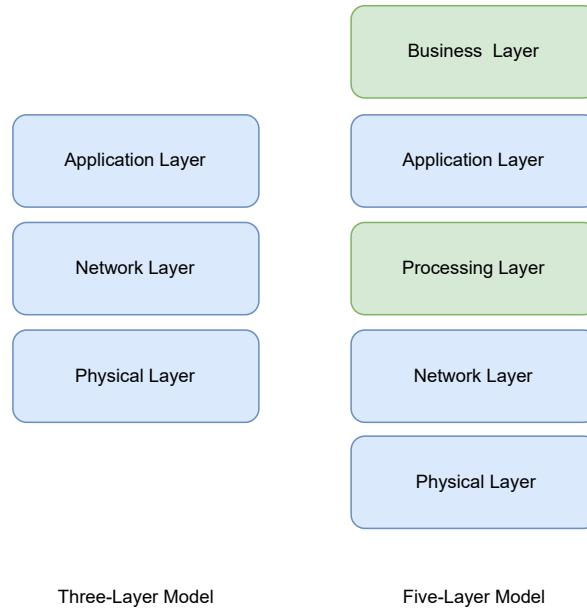 Business  Layer
Application Layer
Application Layer
Network Layer
Processing Layer
Physical Layer
Network Layer
Physical Layer
Three-Layer Model
Five-Layer Model